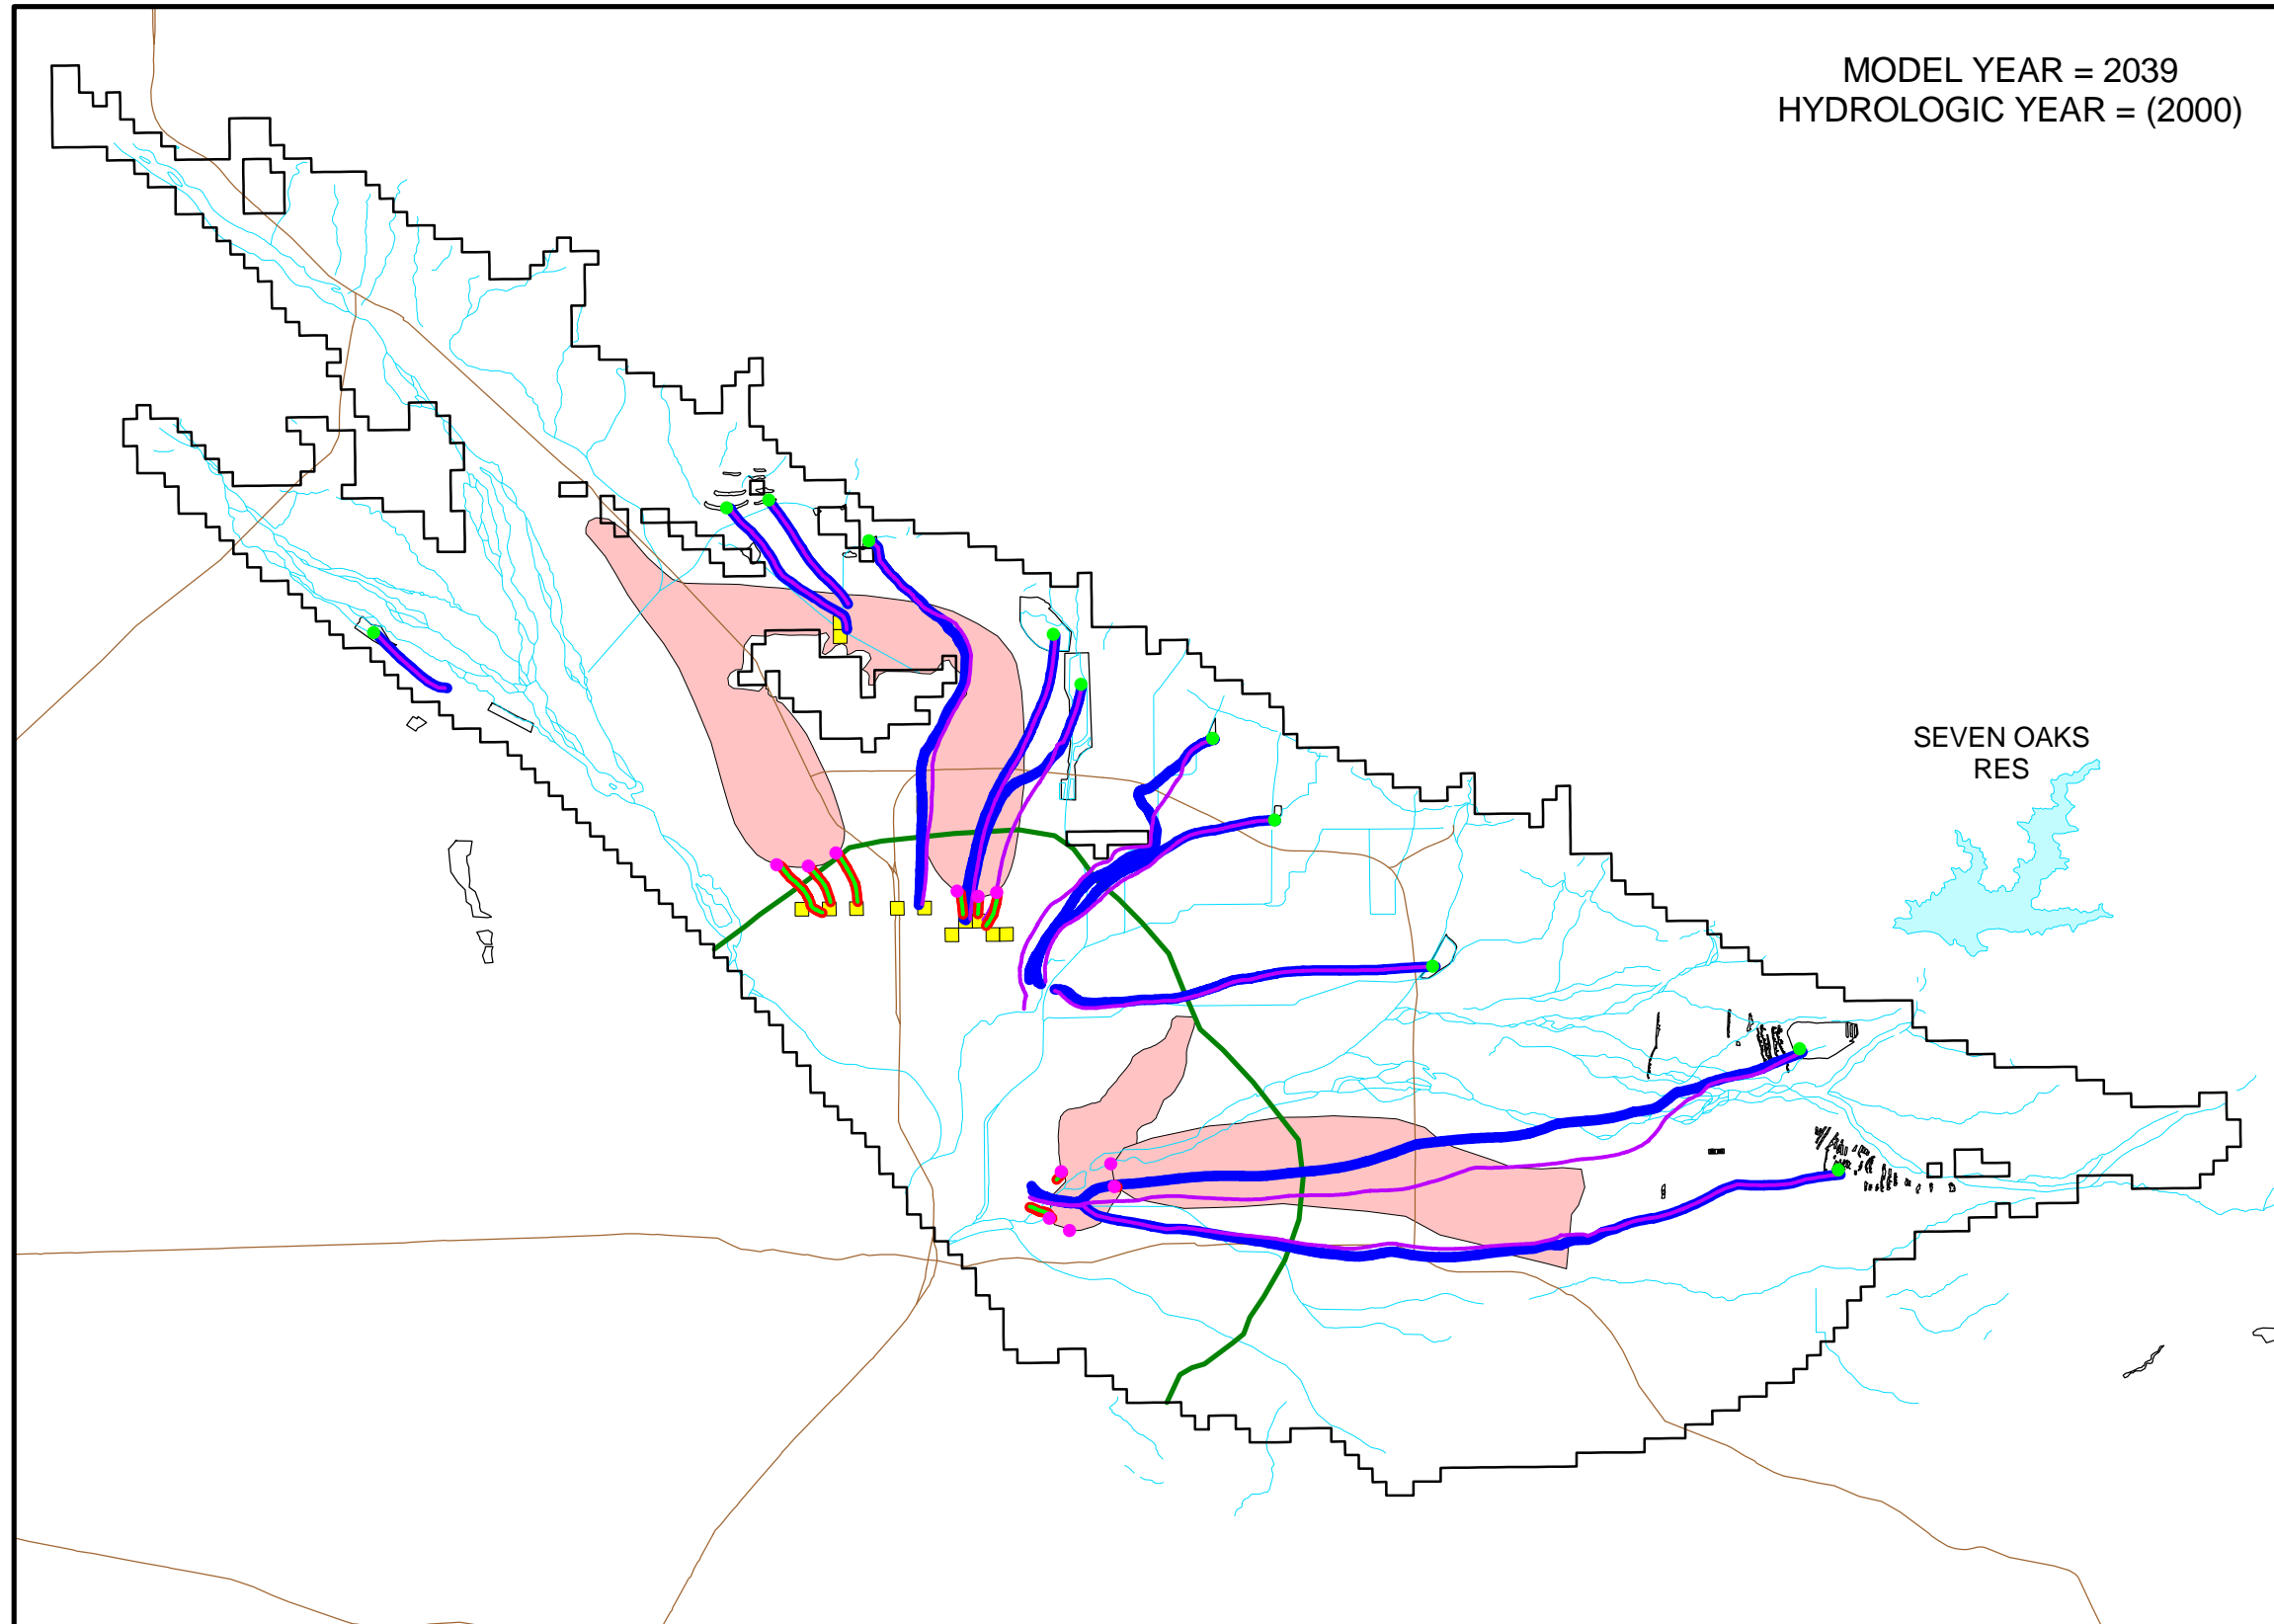 MODEL YEAR = 2039
HYDROLOGIC YEAR = (2000)
SEVEN OAKS
RES